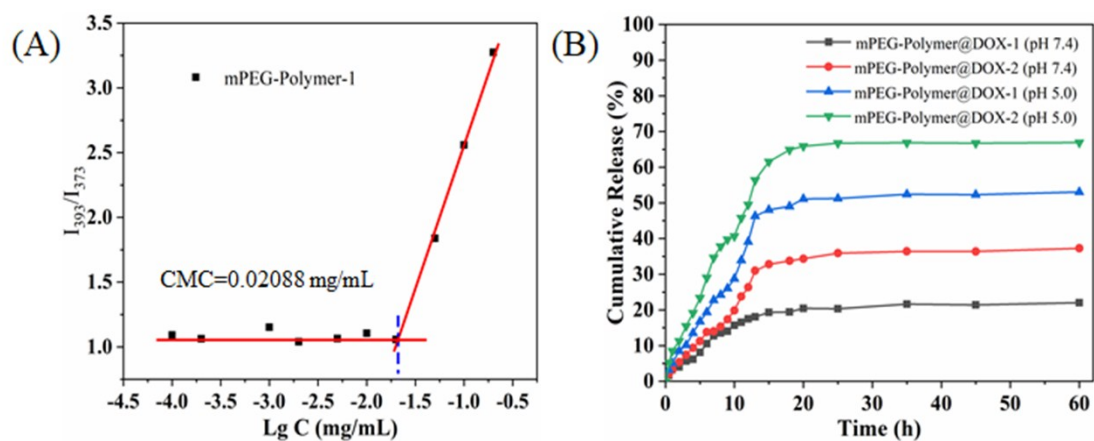 (A)
3.5
3.0
2.5
2.0
1.5
1.0
I393/I373
mPEG-Polymer-1
CMC=0.02088 mg/mL
-4.5 -4.0 -3.5 -3.0 -2.5 -2.0 -1.5 -1.0 -0.5
Lg C (mg/mL)
(B)
100
90
80
70
60
50
40
30
20
10
0
Cumulative Release (%)
mPEG-Polymer@DOX-1 (pH 7.4)
mPEG-Polymer@DOX-2 (pH 7.4)
mPEG-Polymer@DOX-1 (pH 5.0)
mPEG-Polymer@DOX-2 (pH 5.0)
0 10 20 30 40 50 60
Time (h)